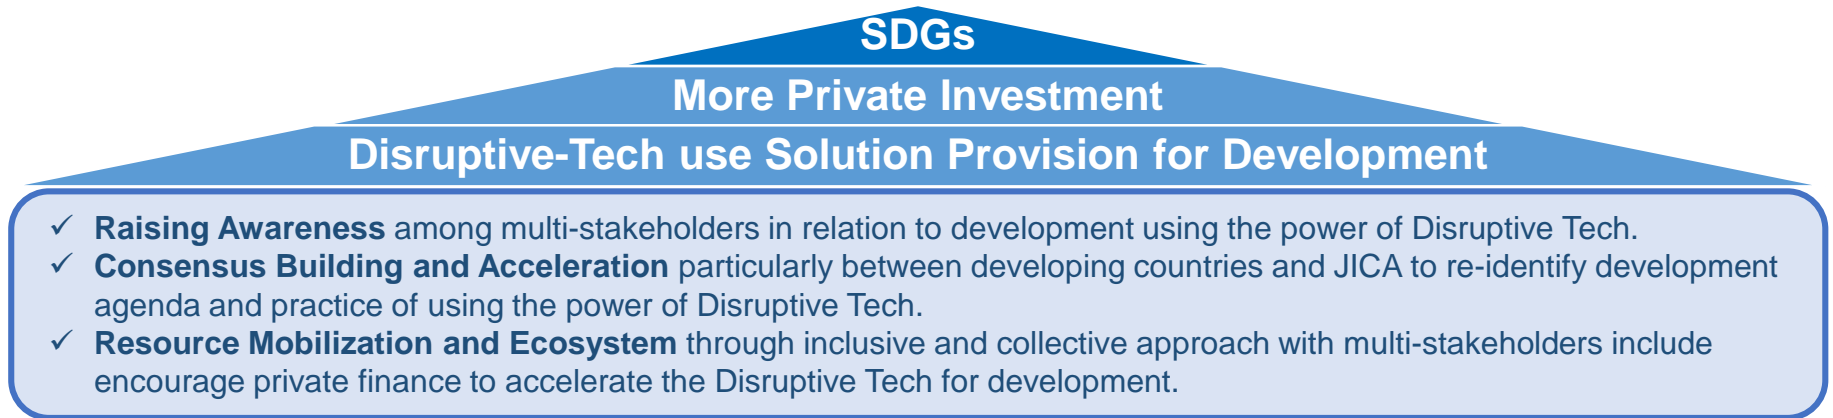 SDGs
More Private Investment
Disruptive-Tech use Solution Provision for Development
✓ Raising Awareness among multi-stakeholders in relation to development using the power of Disruptive Tech.
✓ Consensus Building and Acceleration particularly between developing countries and JICA to re-identify development
agenda and practice of using the power of Disruptive Tech.
✓ Resource Mobilization and Ecosystem through inclusive and collective approach with multi-stakeholders include
encourage private finance to accelerate the Disruptive Tech for development.